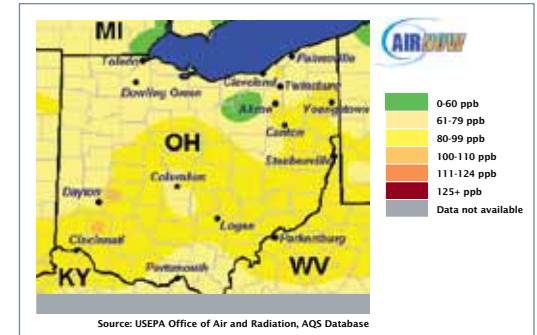 MI
AIRNOW
Toledo
Painesville
Cleveland
Twinsburg
Bowling Green
Akron
Youngstown
Canton
OH
Steubenville
Columbus
Dayton
Logan
Cincinnati
Parkersburg
KY
Portsmouth
WV
0-60 ppb
61-79 ppb
80-99 ppb
100-110 ppb
111-124 ppb
125+ ppb
Data not available
Source: USEPA Office of Air and Radiation, AQS Database